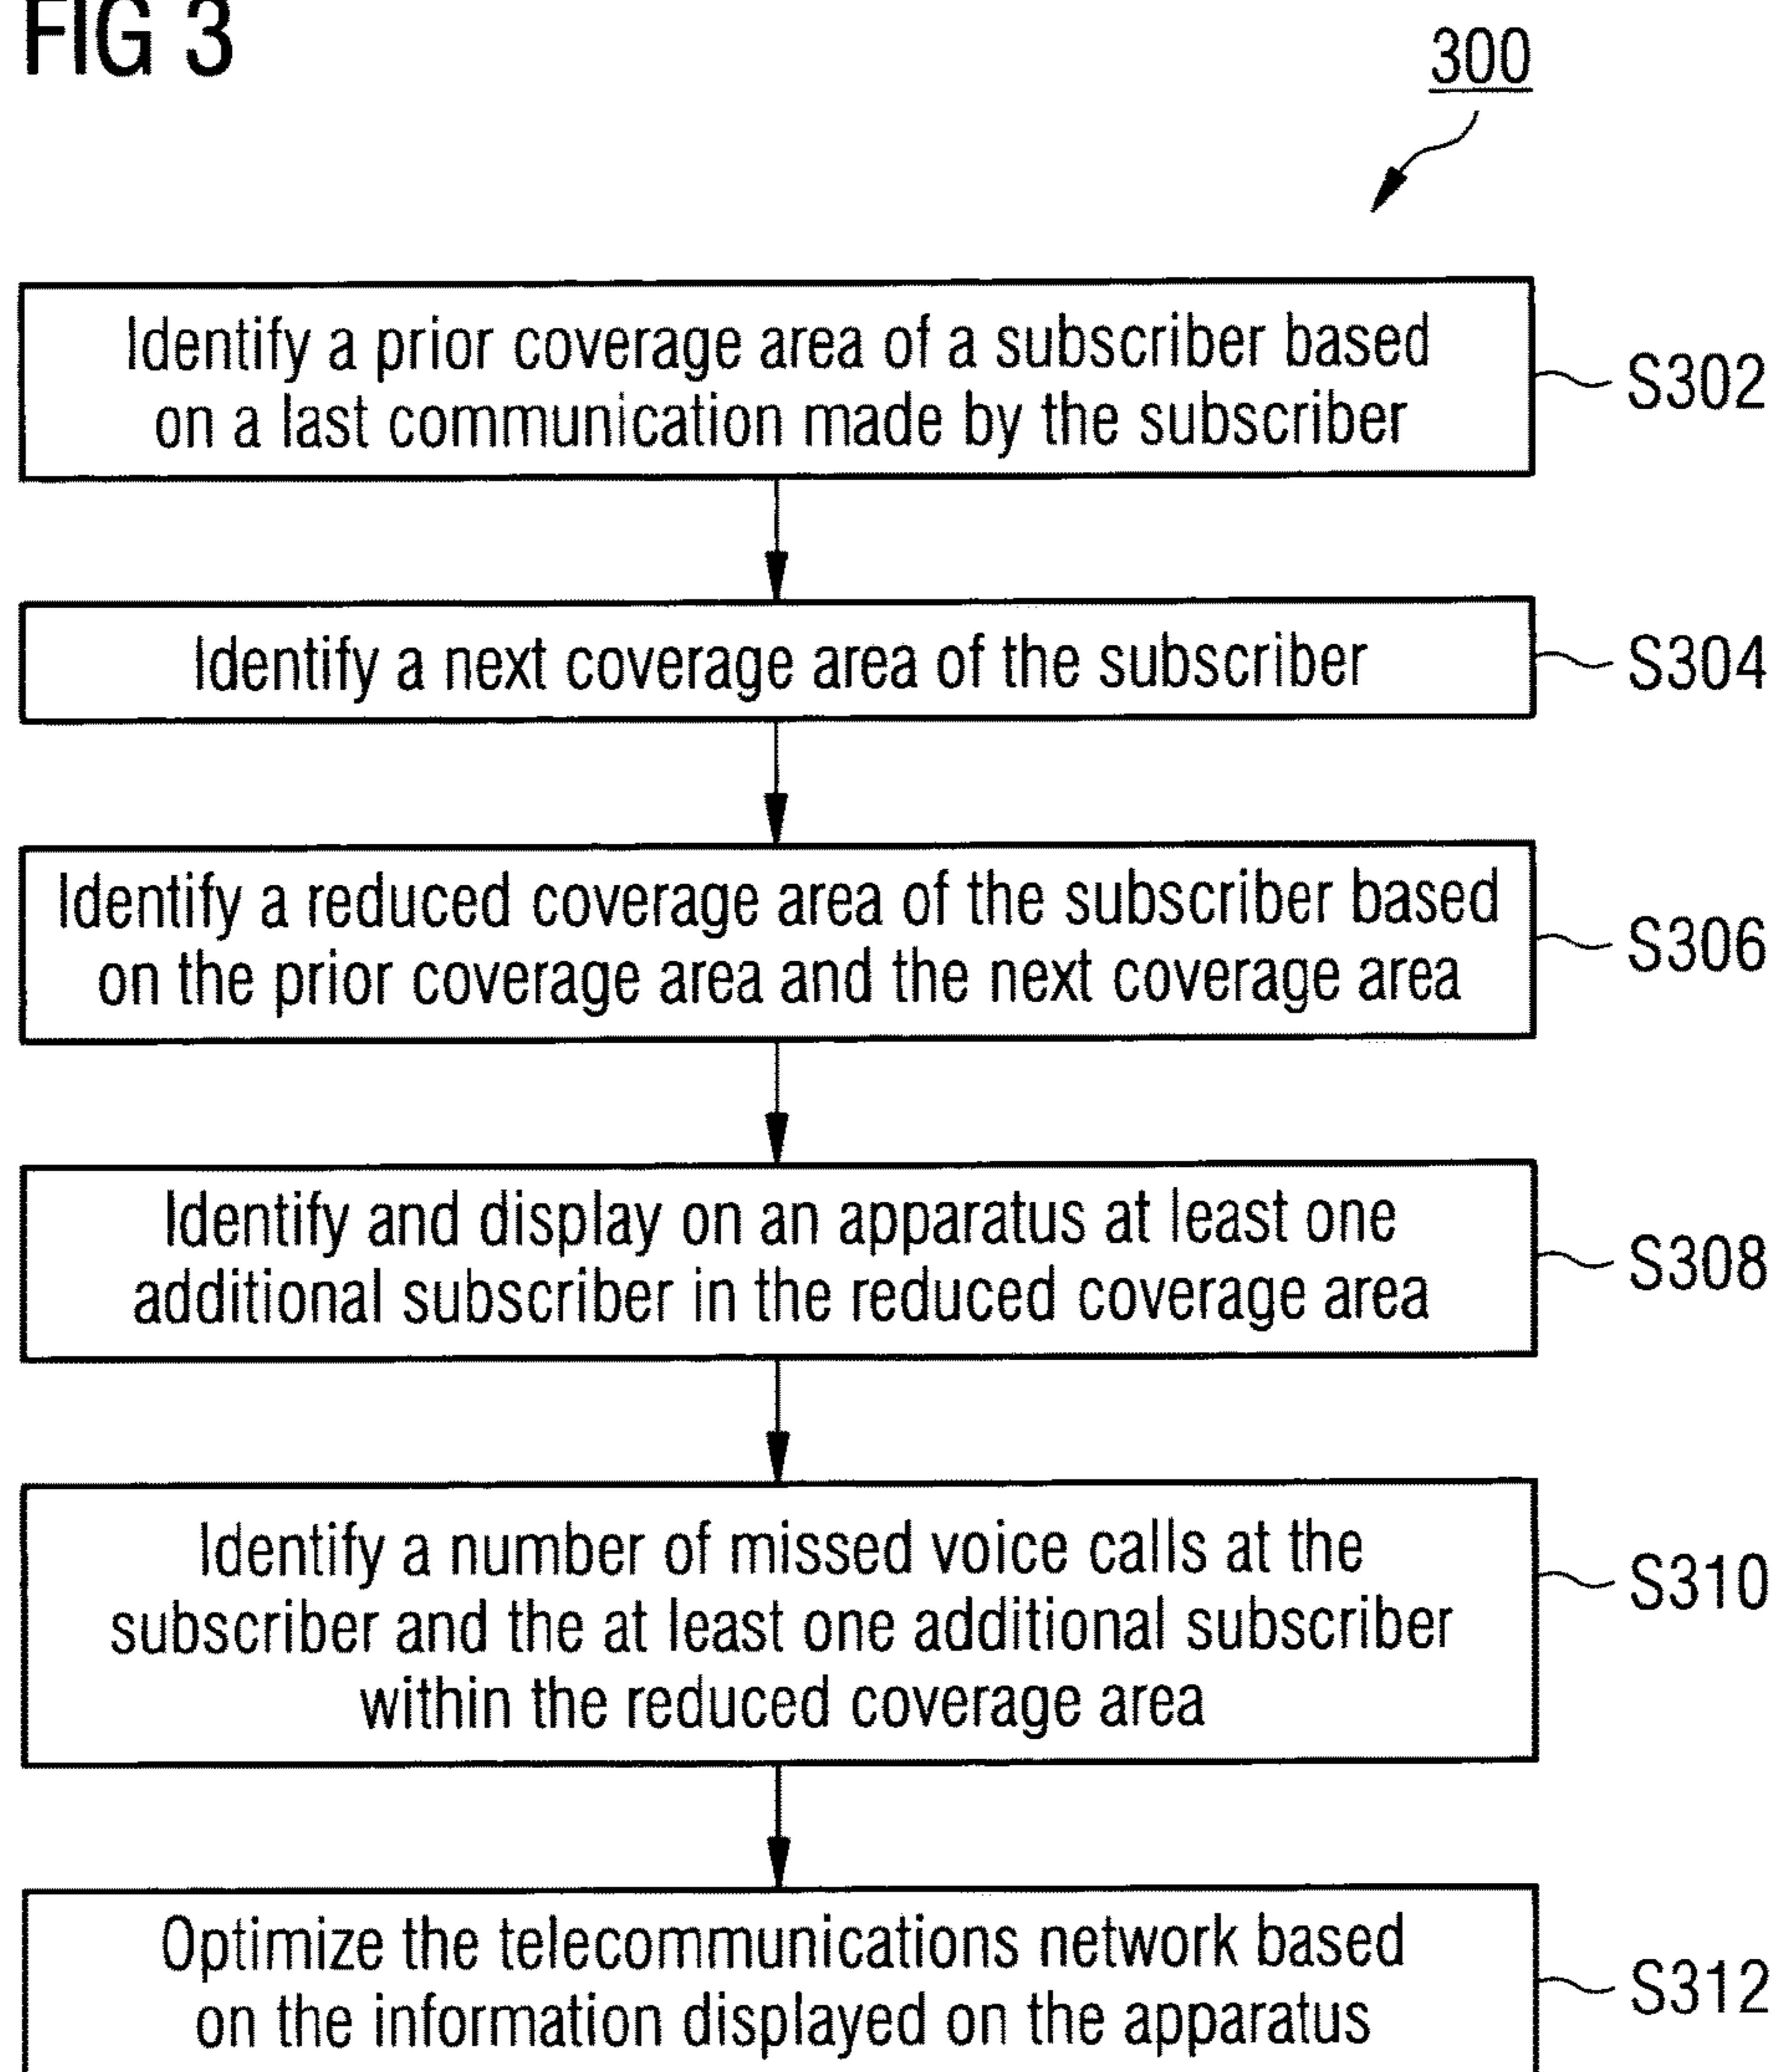 FIG 3
300
Identify a prior coverage area of a subscriber based
on a last communication made by the subscriber
S302
Identify a next coverage area of the subscriber
S304
Identify a reduced coverage area of the subscriber based
on the prior coverage area and the next coverage area
S306
Identify and display on an apparatus at least one
additional subscriber in the reduced coverage area
S308
Identify a number of missed voice calls at the
subscriber and the at least one additional subscriber
within the reduced coverage area
S310
Optimize the telecommunications network based
on the information displayed on the apparatus
S312